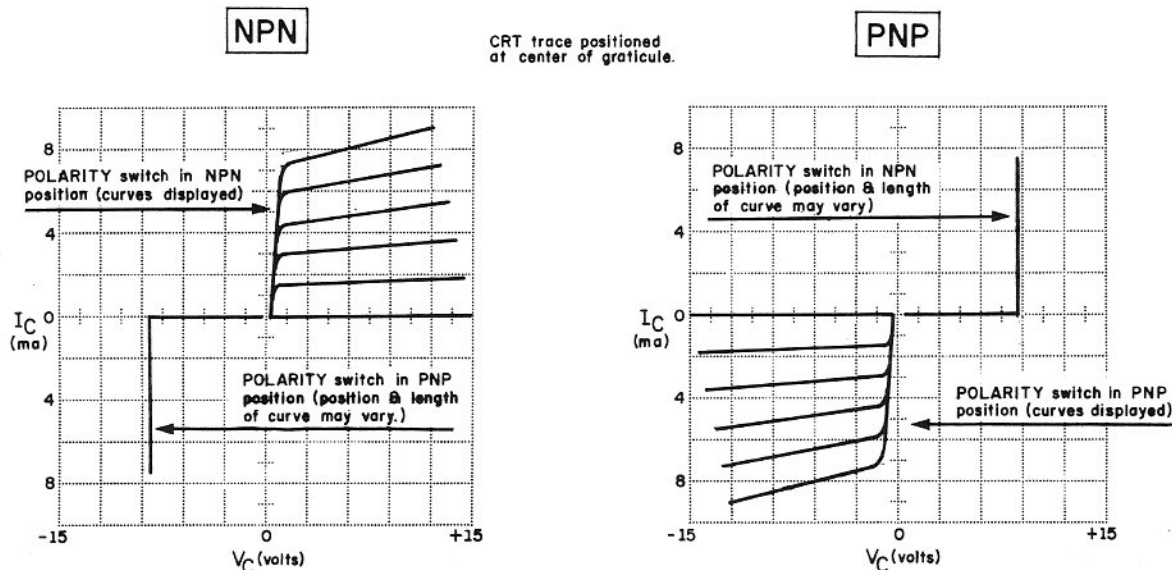 NPN
CRT trace positioned
at center of graticule.
PNP
8
POLARITY switch in NPN
position (curves displayed)
4
I_C 0
(ma)
4
POLARITY switch in PNP
position (position & length
of curve may vary.)
8
-15
0
+15
V_C (volts)
8
POLARITY switch in NPN
position (position & length
of curve may vary)
4
I_C 0
(ma)
4
POLARITY switch in PNP
position (curves displayed)
8
-15
0
+15
V_C (volts)